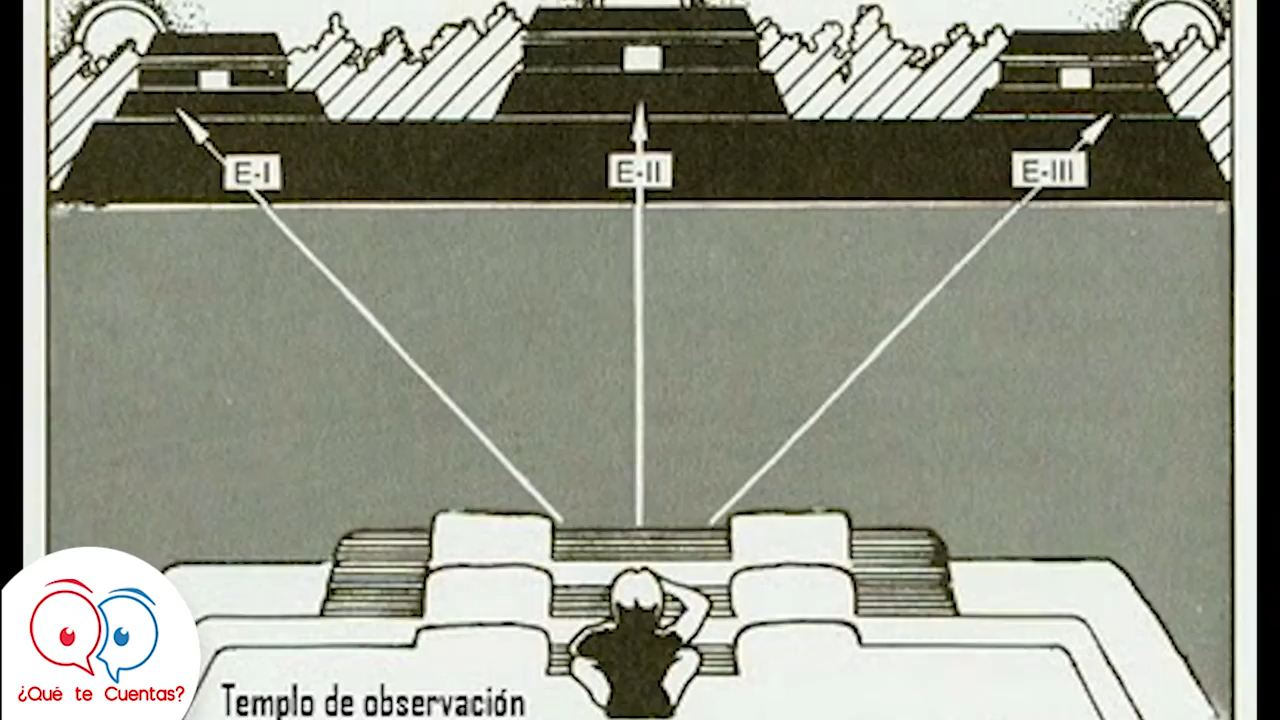 E-I
E-II
E-III
Templo de observación
¿Qué te Cuentas?